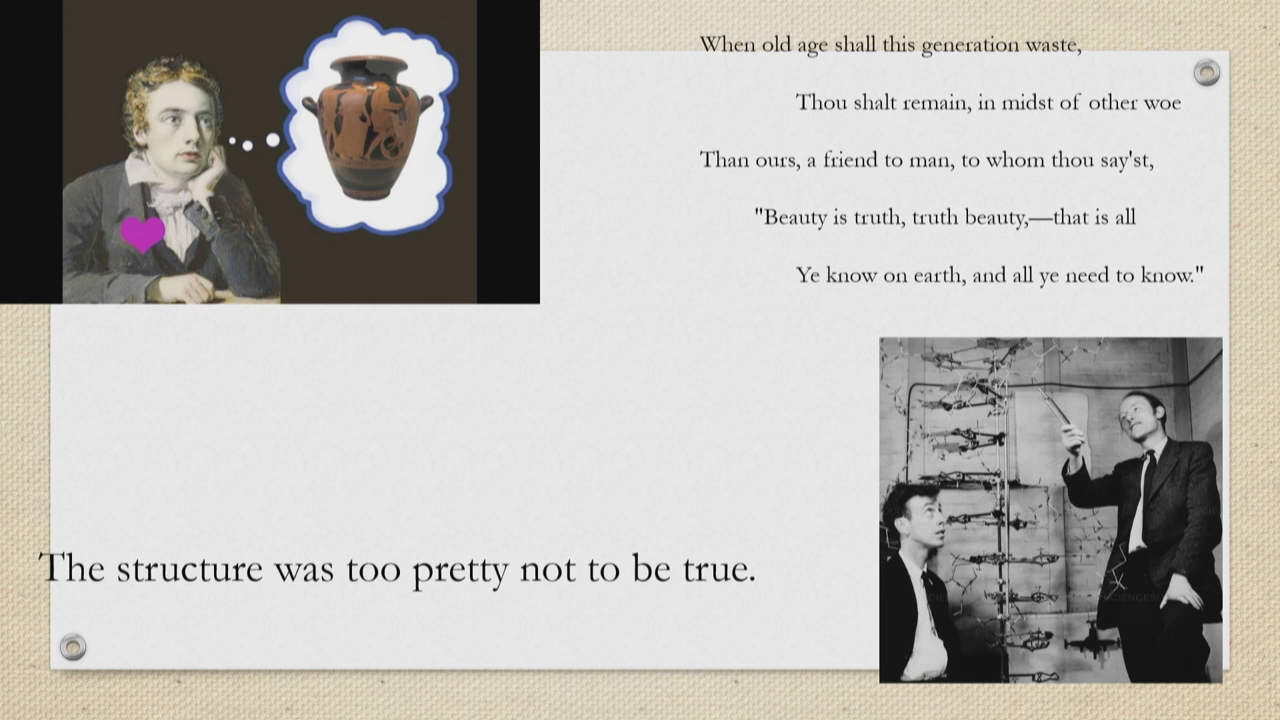 When old age shall this generation waste,
Thou shalt remain, in midst of other woe
Than ours, a friend to man, to whom thou say'st,
"Beauty is truth, truth beauty,—that is all
Ye know on earth, and all ye need to know."
The structure was too pretty not to be true.